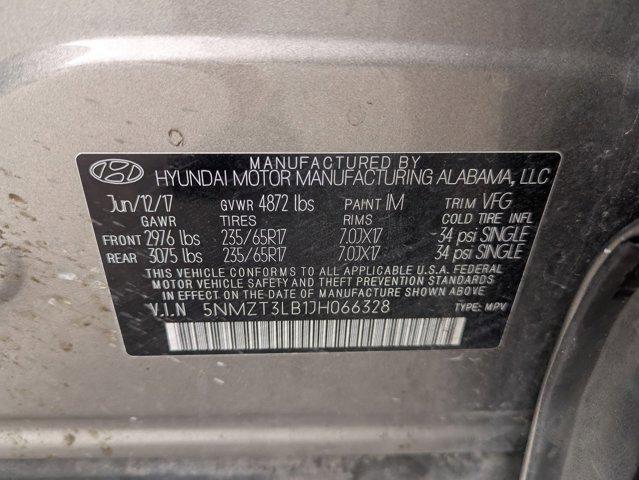 MANUFACTURED BY
HYUNDAI MOTOR MANUFACTURING ALABAMA, LLC
Jun/12/17 GVWR 4872 lbs PAINT IM TRIM VFG
GAWR TIRES RIMS COLD TIRE INFL
FRONT 2976 lbs 235/65R17 7.0JX17 34 psi SINGLE
REAR 3075 lbs 235/65R17 7.0JX17 34 psi SINGLE
THIS VEHICLE CONFORMS TO ALL APPLICABLE U.S.A. FEDERAL
MOTOR VEHICLE SAFETY AND THEFT PREVENTION STANDARDS
IN EFFECT ON THE DATE OF MANUFACTURE SHOWN ABOVE.
V.I.N 5NMZT3LB1JH066328 TYPE: MPV